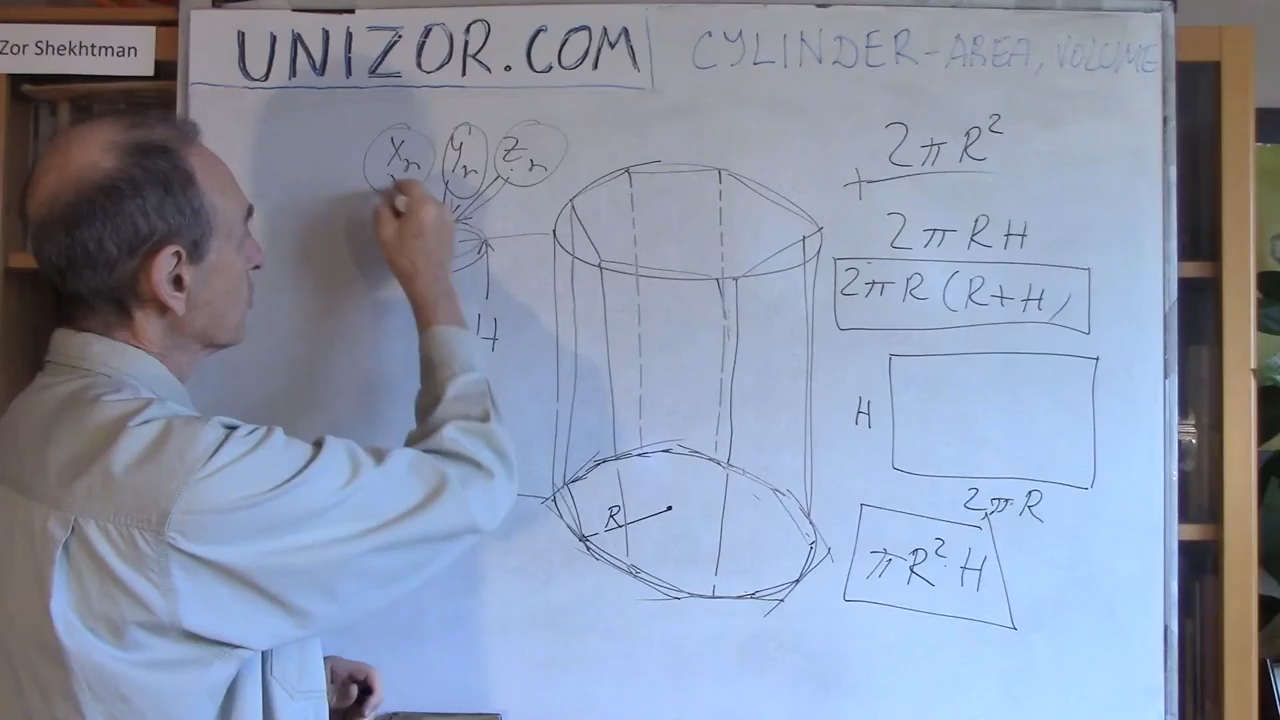 Zor Shekhtman
UNIZOR.COM
CYLINDER-AREA, VOLUME
Xn Yn Zn
2πR²
+
2πRH
2πR(R+H)
H
H
2πR
R
πR²·H